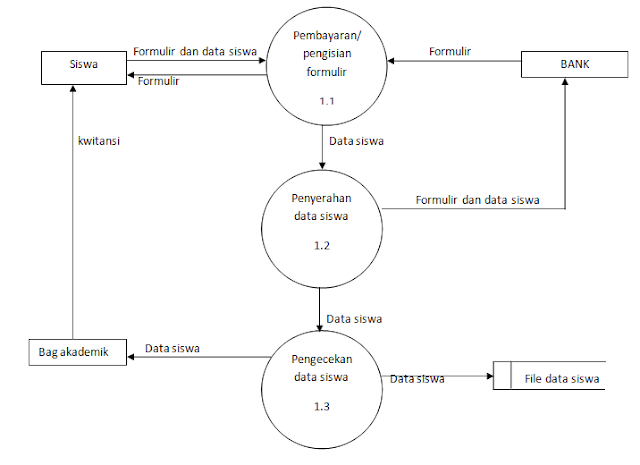 Pembayaran/
pengisian
formulir
1.1
Formulir dan data siswa
Formulir
Siswa
BANK
Formulir
kwitansi
Data siswa
Penyerahan
data siswa
1.2
Formulir dan data siswa
Data siswa
Bag akademik
Data siswa
Pengecekan
data siswa
1.3
Data siswa
File data siswa